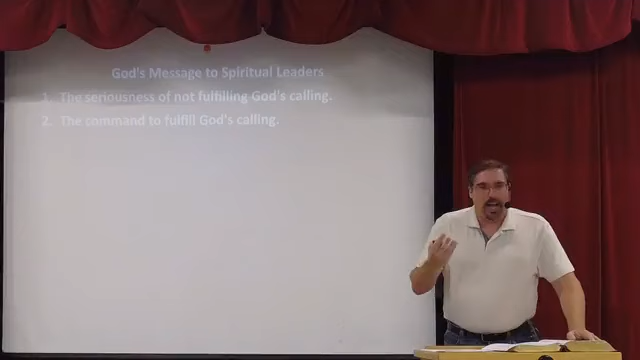 God's Message to Spiritual Leaders
1. The seriousness of not fulfilling God's calling.
2. The command to fulfill God's calling.